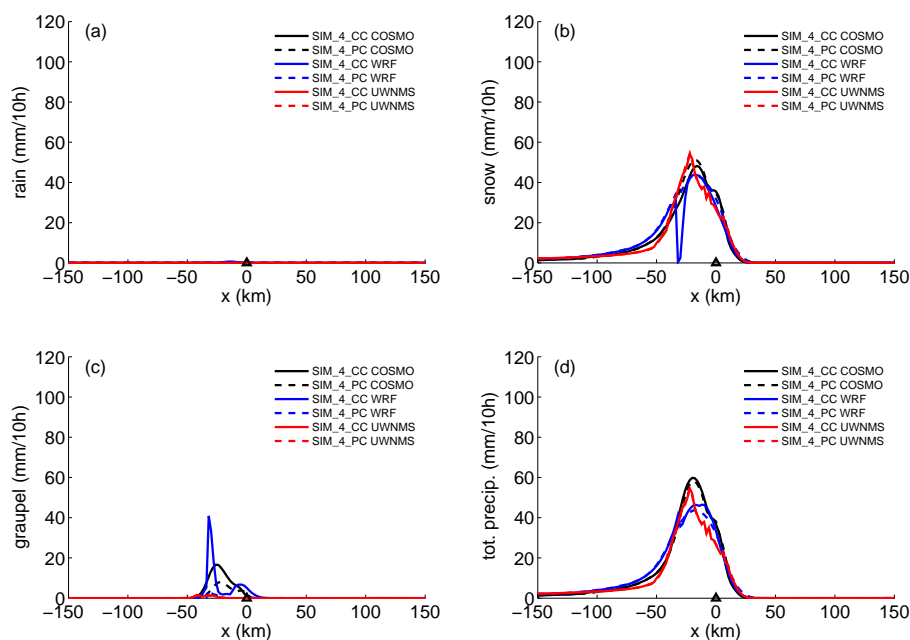 (a)
SIM_4_CC COSMO
SIM_4_PC COSMO
SIM_4_CC WRF
SIM_4_PC WRF
SIM_4_CC UWNMS
SIM_4_PC UWNMS
rain (mm/10h)
120
100
80
60
40
20
0
−150 −100 −50 0 50 100 150
x (km)
(b)
SIM_4_CC COSMO
SIM_4_PC COSMO
SIM_4_CC WRF
SIM_4_PC WRF
SIM_4_CC UWNMS
SIM_4_PC UWNMS
snow (mm/10h)
120
100
80
60
40
20
0
−150 −100 −50 0 50 100 150
x (km)
(c)
SIM_4_CC COSMO
SIM_4_PC COSMO
SIM_4_CC WRF
SIM_4_PC WRF
SIM_4_CC UWNMS
SIM_4_PC UWNMS
graupel (mm/10h)
120
100
80
60
40
20
0
−150 −100 −50 0 50 100 150
x (km)
(d)
SIM_4_CC COSMO
SIM_4_PC COSMO
SIM_4_CC WRF
SIM_4_PC WRF
SIM_4_CC UWNMS
SIM_4_PC UWNMS
tot. precip. (mm/10h)
120
100
80
60
40
20
0
−150 −100 −50 0 50 100 150
x (km)